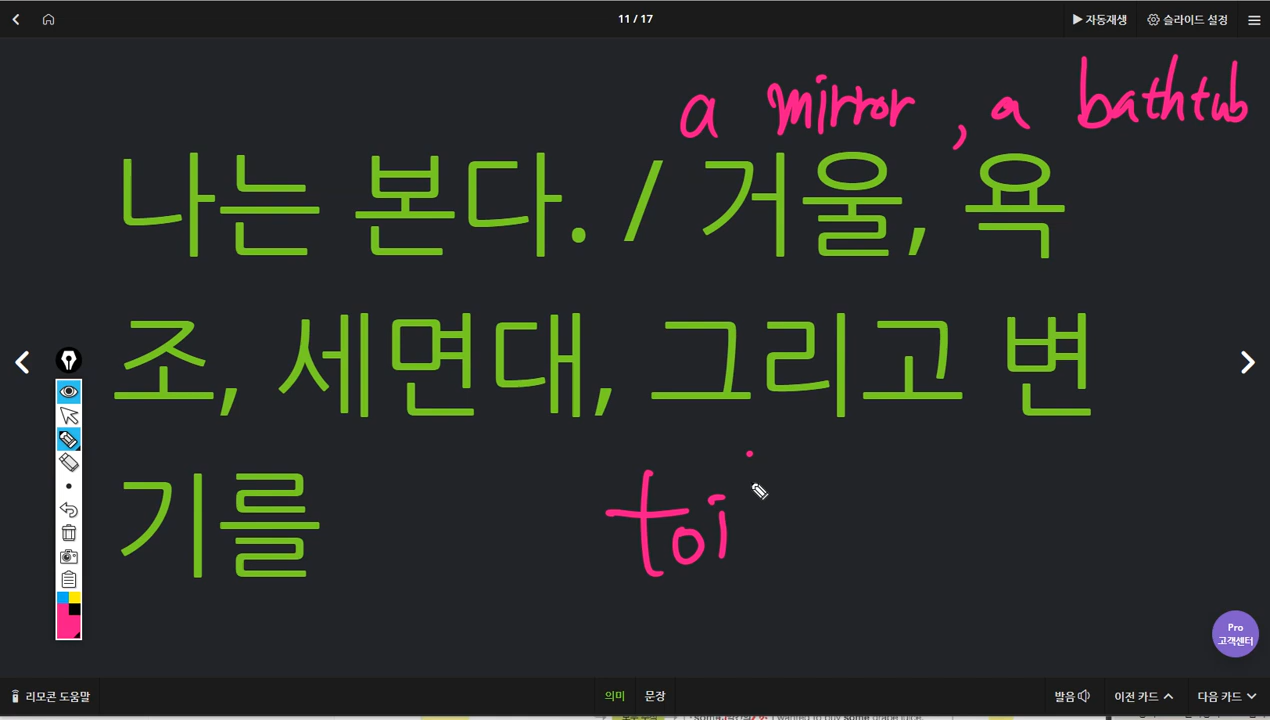 11 / 17
자동재생
슬라이드 설정
a mirror, a bathtub
나는 본다. / 거울, 욕
조, 세면대, 그리고 변
기를
toi
Pro
고객센터
리모콘 도움말
의미
문장
발음
이전 카드
다음 카드